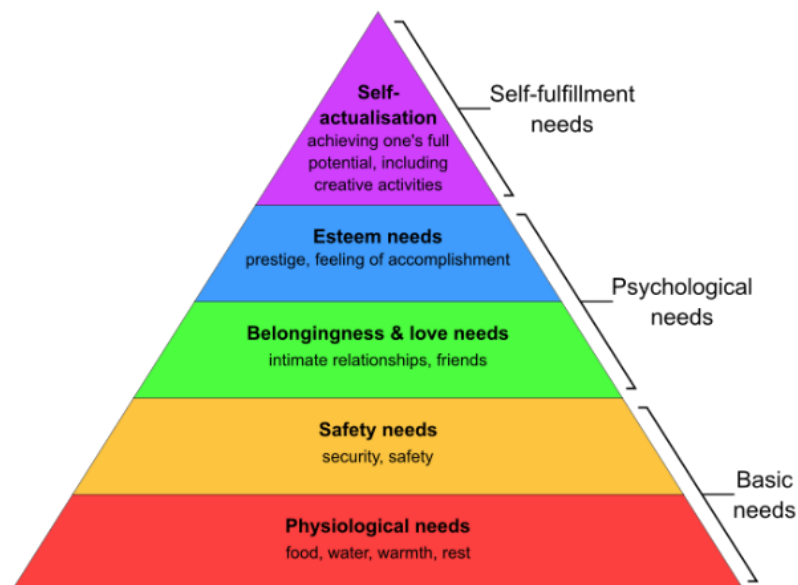 Self-
actualisation
achieving one's full
potential, including
creative activities
Self-fulfillment
needs
Esteem needs
prestige, feeling of accomplishment
Psychological
needs
Belongingness & love needs
intimate relationships, friends
Safety needs
security, safety
Basic
needs
Physiological needs
food, water, warmth, rest